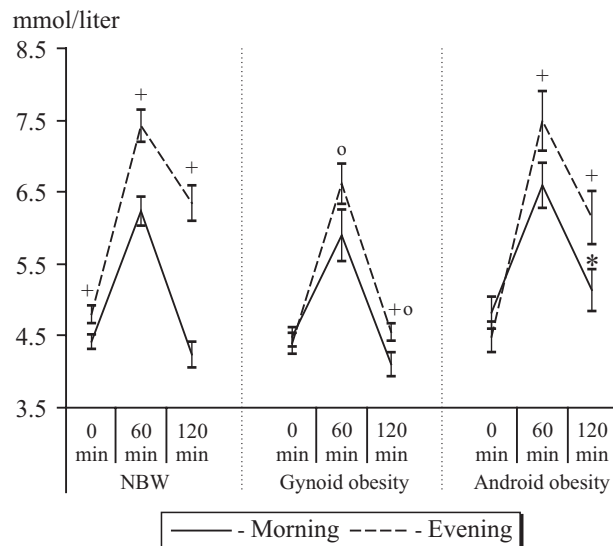 mmol/liter
8.5
7.5
6.5
5.5
4.5
3.5
+ + +
o
+ o
+ + *
0 min 60 min 120 min
0 min 60 min 120 min
0 min 60 min 120 min
NBW Gynoid obesity Android obesity
- Morning - Evening